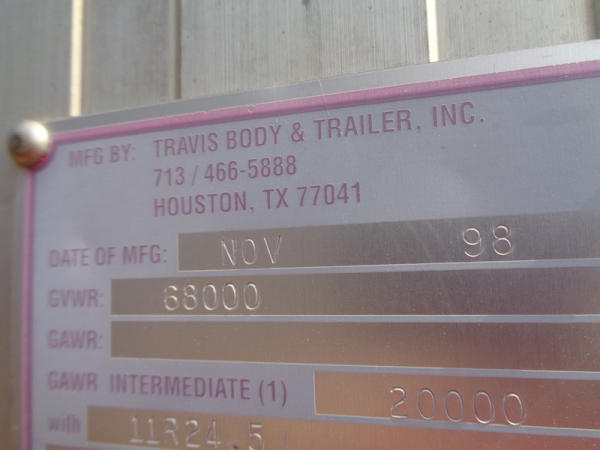 MFG BY: TRAVIS BODY & TRAILER, INC.
713 / 466-5888
HOUSTON, TX 77041
DATE OF MFG: NOV 98
GVWR: 68000
GAWR:
GAWR INTERMEDIATE (1) 20000
with 11R24.5